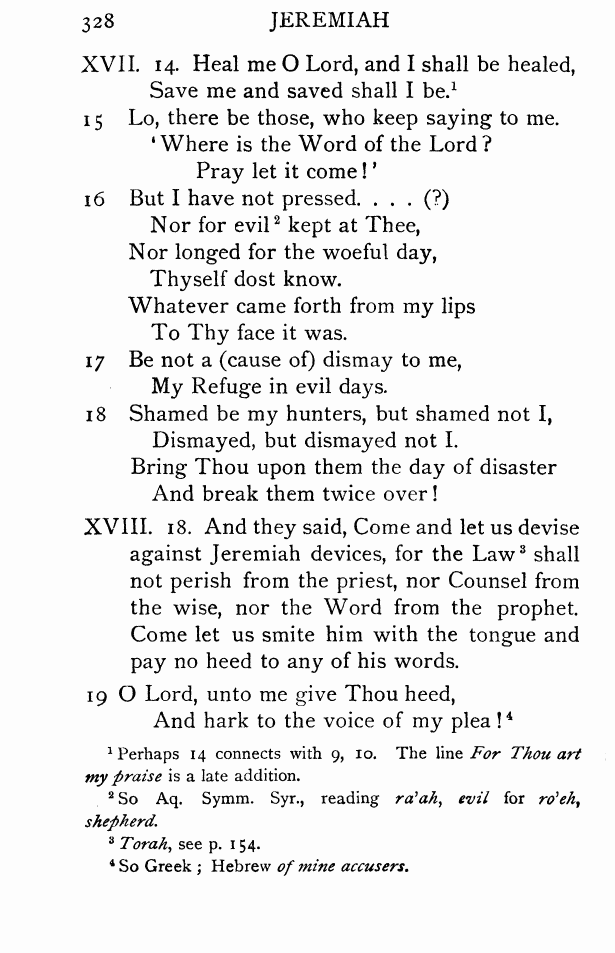 328 JEREMIAH
XVII. 14. Heal me O Lord, and I shall be healed,
Save me and saved shall I be.¹
15 Lo, there be those, who keep saying to me.
‘Where is the Word of the Lord?
Pray let it come!’
16 But I have not pressed. . . . (?)
Nor for evil² kept at Thee,
Nor longed for the woeful day,
Thyself dost know.
Whatever came forth from my lips
To Thy face it was.
17 Be not a (cause of) dismay to me,
My Refuge in evil days.
18 Shamed be my hunters, but shamed not I,
Dismayed, but dismayed not I.
Bring Thou upon them the day of disaster
And break them twice over!
XVIII. 18. And they said, Come and let us devise
against Jeremiah devices, for the Law³ shall
not perish from the priest, nor Counsel from
the wise, nor the Word from the prophet.
Come let us smite him with the tongue and
pay no heed to any of his words.
19 O Lord, unto me give Thou heed,
And hark to the voice of my plea!⁴
¹ Perhaps 14 connects with 9, 10. The line For Thou art
my praise is a late addition.
² So Aq. Symm. Syr., reading ra’ah, evil for ro’eh,
shepherd.
³ Torah, see p. 154.
⁴ So Greek; Hebrew of mine accusers.